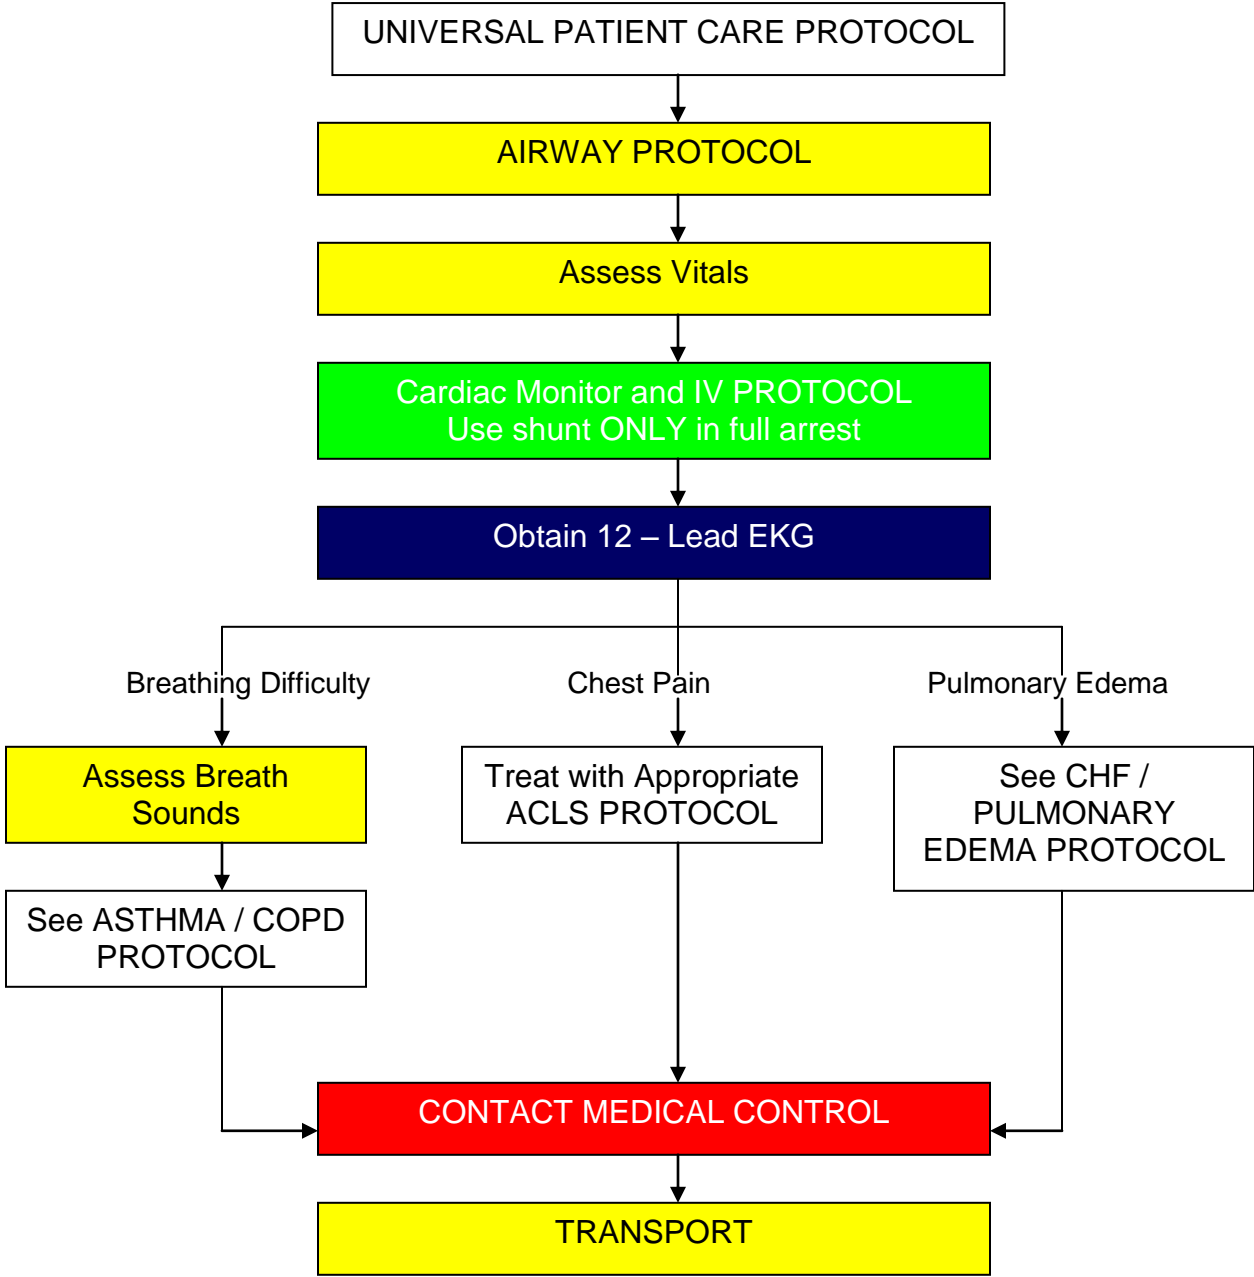 UNIVERSAL PATIENT CARE PROTOCOL
AIRWAY PROTOCOL
Assess Vitals
Cardiac Monitor and IV PROTOCOL
Use shunt ONLY in full arrest
Obtain 12 – Lead EKG
Breathing Difficulty
Chest Pain
Pulmonary Edema
Assess Breath
Sounds
Treat with Appropriate
ACLS PROTOCOL
See CHF /
PULMONARY
EDEMA PROTOCOL
See ASTHMA / COPD
PROTOCOL
CONTACT MEDICAL CONTROL
TRANSPORT